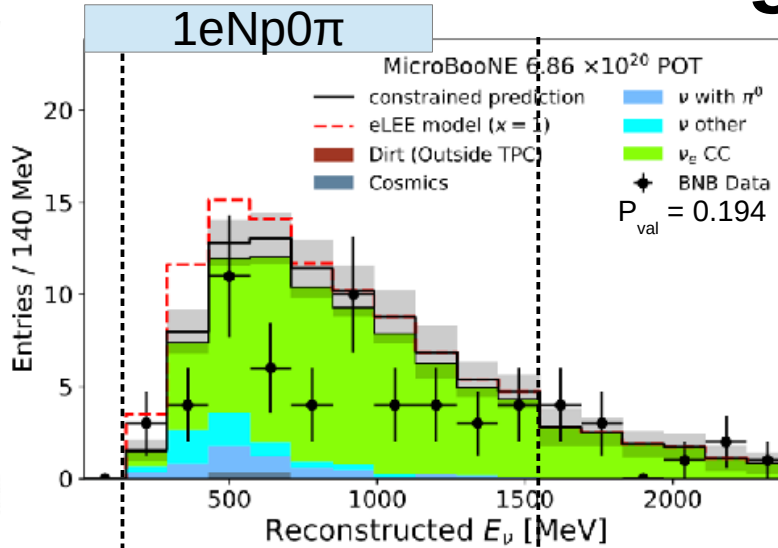 1eNp0π
MicroBooNE 6.86 ×10²⁰ POT
constrained prediction
eLEE model (x = 1)
Dirt (Outside TPC)
Cosmics
ν with π⁰
ν other
νₑ CC
BNB Data
Pval = 0.194
Entries / 140 MeV
20
15
10
5
0
500
1000
1500
2000
Reconstructed Eν [MeV]